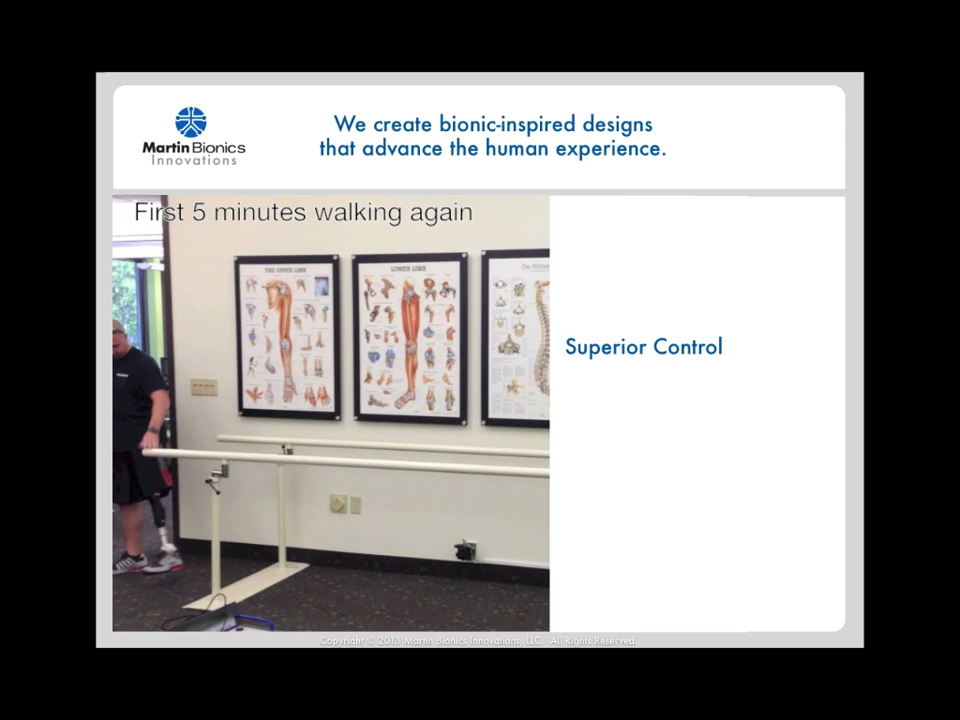 Martin Bionics
Innovations
We create bionic-inspired designs
that advance the human experience.
First 5 minutes walking again
THE UPPER LIMB
LOWER LIMB
Superior Control
Copyright © 2013 Martin Bionics Innovations, LLC. All Rights Reserved.